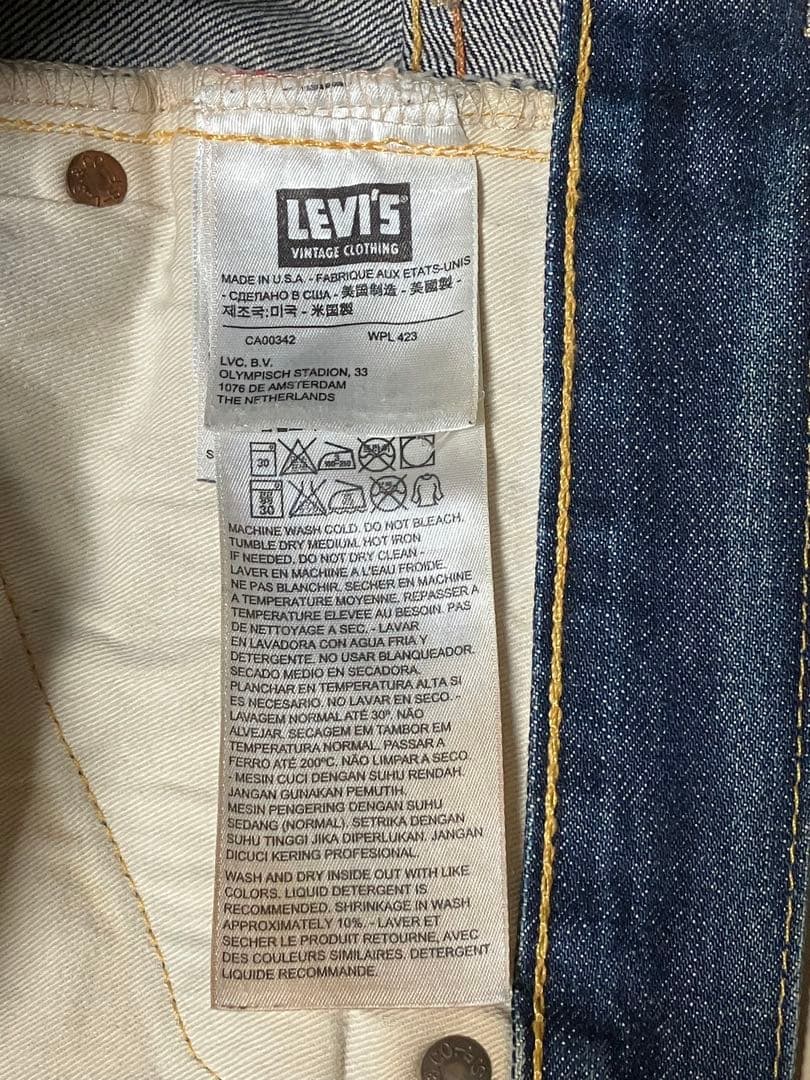 LEVI'S®
VINTAGE CLOTHING
MADE IN U.S.A. - FABRIQUE AUX ETATS-UNIS
- СДЕЛАНО В США - 美国制造 - 美國製 -
제조국:미국 - 米国製
CA00342 WPL 423
LVC. B.V.
OLYMPISCH STADION, 33
1076 DE AMSTERDAM
THE NETHERLANDS
S
30
30
MACHINE WASH COLD. DO NOT BLEACH.
TUMBLE DRY MEDIUM. HOT IRON
IF NEEDED. DO NOT DRY CLEAN -
LAVER EN MACHINE A L'EAU FROIDE.
NE PAS BLANCHIR. SECHER EN MACHINE
A TEMPERATURE MOYENNE. REPASSER A
TEMPERATURE ELEVEE AU BESOIN. PAS
DE NETTOYAGE A SEC. - LAVAR
EN LAVADORA CON AGUA FRIA Y
DETERGENTE. NO USAR BLANQUEADOR.
SECADO MEDIO EN SECADORA.
PLANCHAR EN TEMPERATURA ALTA SI
ES NECESARIO. NO LAVAR EN SECO. -
LAVAGEM NORMAL ATÉ 30º. NÃO
ALVEJAR. SECAGEM EM TAMBOR EM
TEMPERATURA NORMAL. PASSAR A
FERRO ATÉ 200ºC. NÃO LIMPAR A SECO.
- MESIN CUCI DENGAN SUHU RENDAH.
JANGAN GUNAKAN PEMUTIH.
MESIN PENGERING DENGAN SUHU
SEDANG (NORMAL). SETRIKA DENGAN
SUHU TINGGI JIKA DIPERLUKAN. JANGAN
DICUCI KERING PROFESIONAL.
WASH AND DRY INSIDE OUT WITH LIKE
COLORS. LIQUID DETERGENT IS
RECOMMENDED. SHRINKAGE IN WASH
APPROXIMATELY 10%. - LAVER ET
SECHER LE PRODUIT RETOURNE, AVEC
DES COULEURS SIMILAIRES. DETERGENT
LIQUIDE RECOMMANDE.